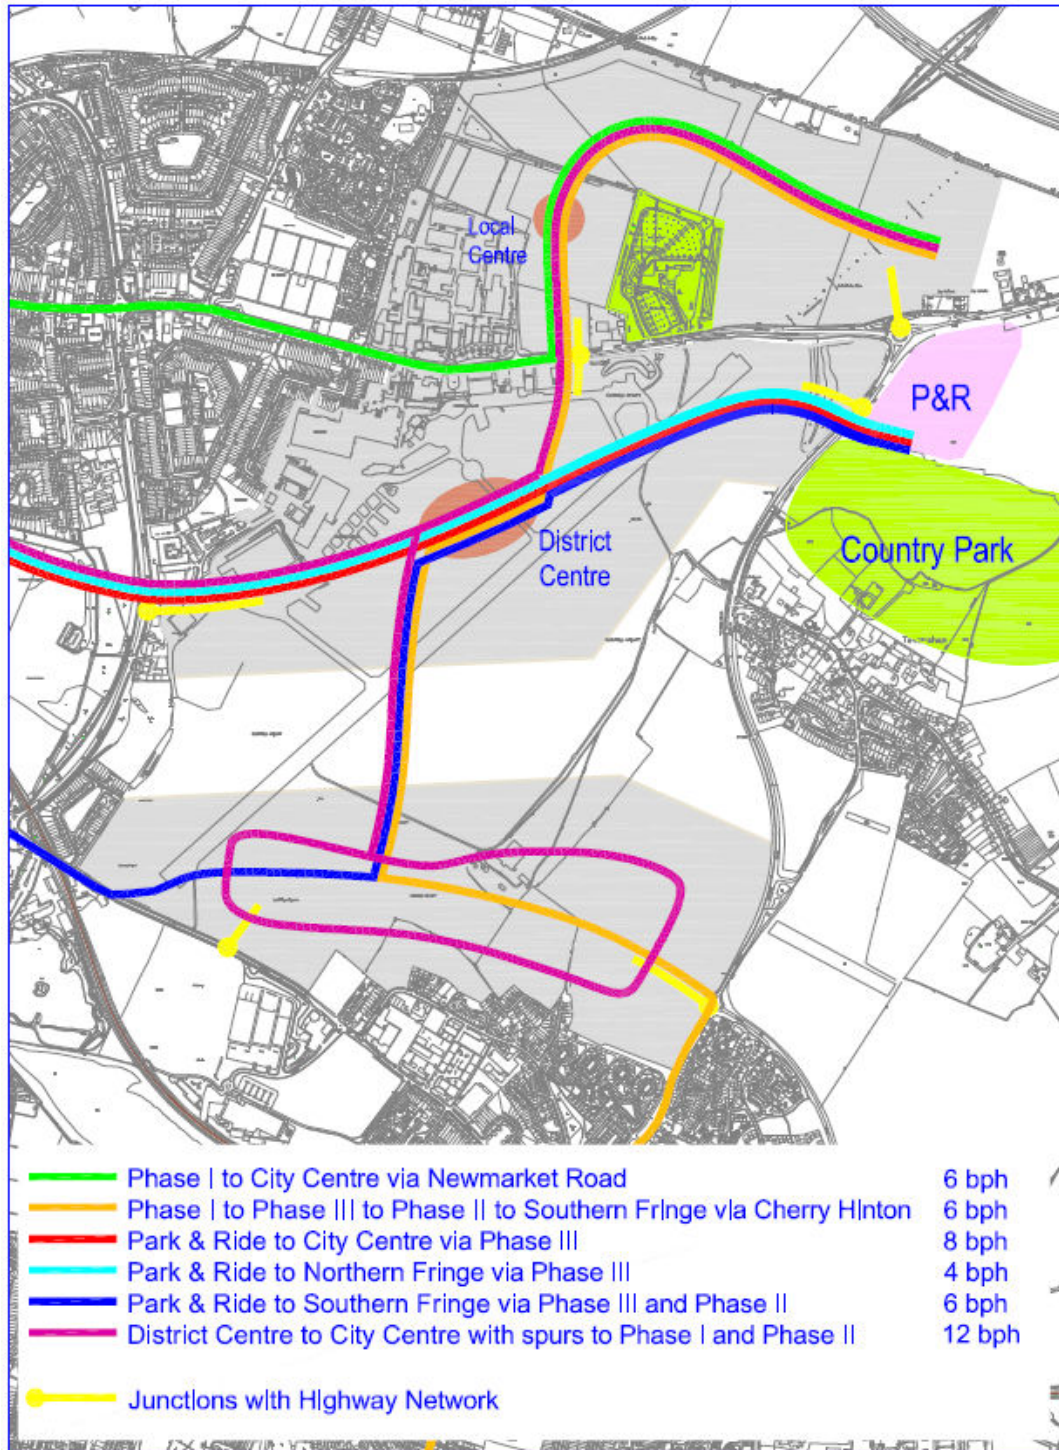 Local
Centre
P&R
District
Centre
Country Park
Phase I to City Centre via Newmarket Road 6 bph
Phase I to Phase III to Phase II to Southern Fringe via Cherry Hinton 6 bph
Park & Ride to City Centre via Phase III 8 bph
Park & Ride to Northern Fringe via Phase III 4 bph
Park & Ride to Southern Fringe via Phase III and Phase II 6 bph
District Centre to City Centre with spurs to Phase I and Phase II 12 bph
Junctions with Highway Network